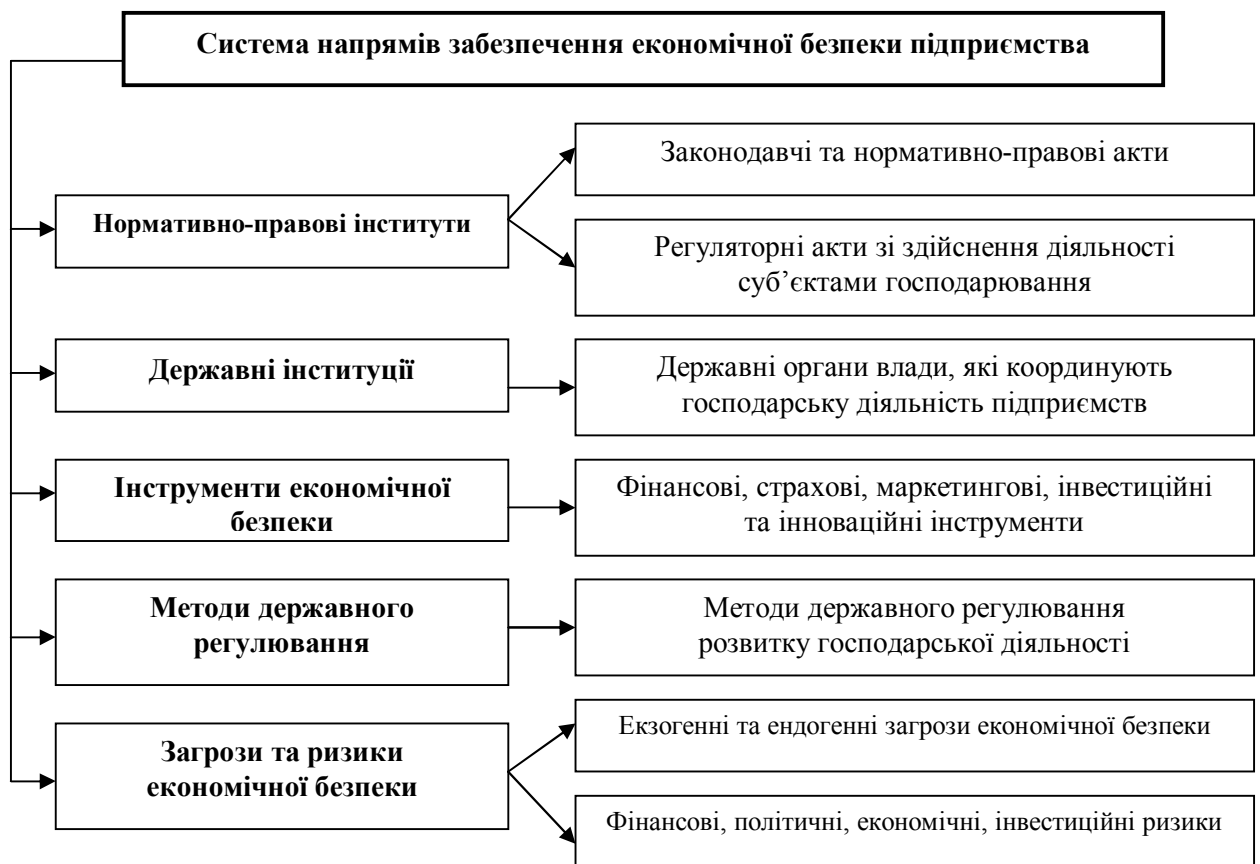 Система напрямів забезпечення економічної безпеки підприємства
Нормативно-правові інститути
Законодавчі та нормативно-правові акти
Регуляторні акти зі здійснення діяльності
суб’єктами господарювання
Державні інституції
Державні органи влади, які координують
господарську діяльність підприємств
Інструменти економічної
безпеки
Фінансові, страхові, маркетингові, інвестиційні
та інноваційні інструменти
Методи державного
регулювання
Методи державного регулювання
розвитку господарської діяльності
Загрози та ризики
економічної безпеки
Екзогенні та ендогенні загрози економічної безпеки
Фінансові, політичні, економічні, інвестиційні ризики